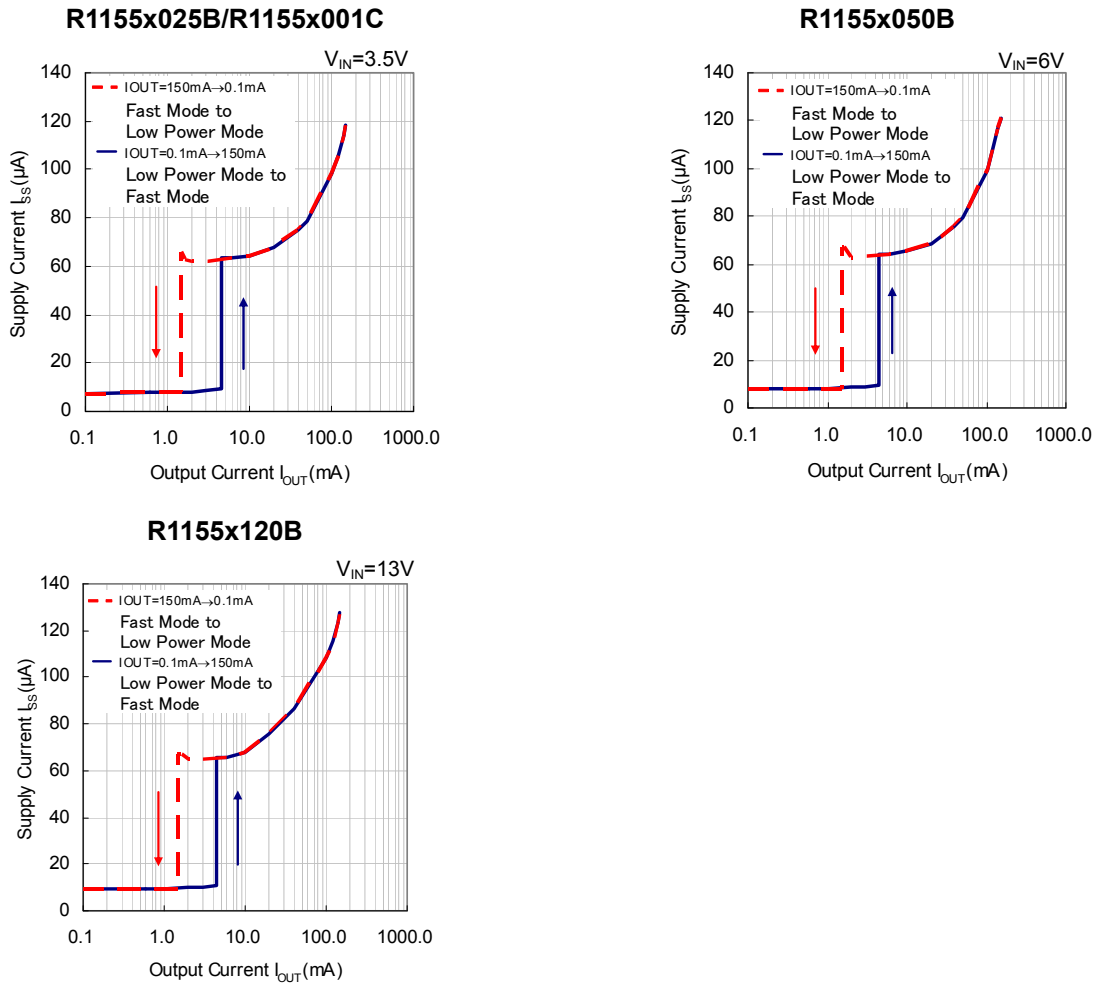 R1155x025B/R1155x001C
VIN=3.5V
140
120
100
80
60
40
20
0
Supply Current ISS(µA)
IOUT=150mA→0.1mA
Fast Mode to
Low Power Mode
IOUT=0.1mA→150mA
Low Power Mode to
Fast Mode
0.1 1.0 10.0 100.0 1000.0
Output Current IOUT(mA)
R1155x050B
VIN=6V
140
120
100
80
60
40
20
0
Supply Current ISS(µA)
IOUT=150mA→0.1mA
Fast Mode to
Low Power Mode
IOUT=0.1mA→150mA
Low Power Mode to
Fast Mode
0.1 1.0 10.0 100.0 1000.0
Output Current IOUT(mA)
R1155x120B
VIN=13V
140
120
100
80
60
40
20
0
Supply Current ISS(µA)
IOUT=150mA→0.1mA
Fast Mode to
Low Power Mode
IOUT=0.1mA→150mA
Low Power Mode to
Fast Mode
0.1 1.0 10.0 100.0 1000.0
Output Current IOUT(mA)